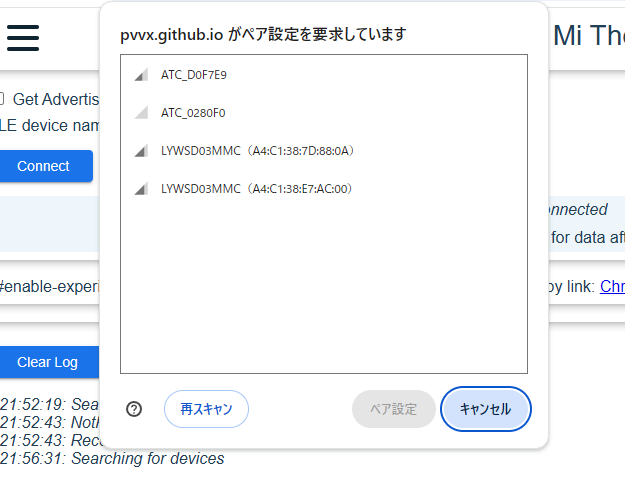 Mi The
pvvx.github.io がペア設定を要求しています
ATC_D0F7E9
ATC_0280F0
LYWSD03MMC（A4:C1:38:7D:88:0A）
LYWSD03MMC（A4:C1:38:E7:AC:00）
Get Advertis
LE device nam
Connect
nnected
for data aft
#enable-experi
by link: Chr
再スキャン
ペア設定
キャンセル
Clear Log
21:52:19: Sea
21:52:43: Noth
21:52:43: Reco
21:56:31: Searching for devices